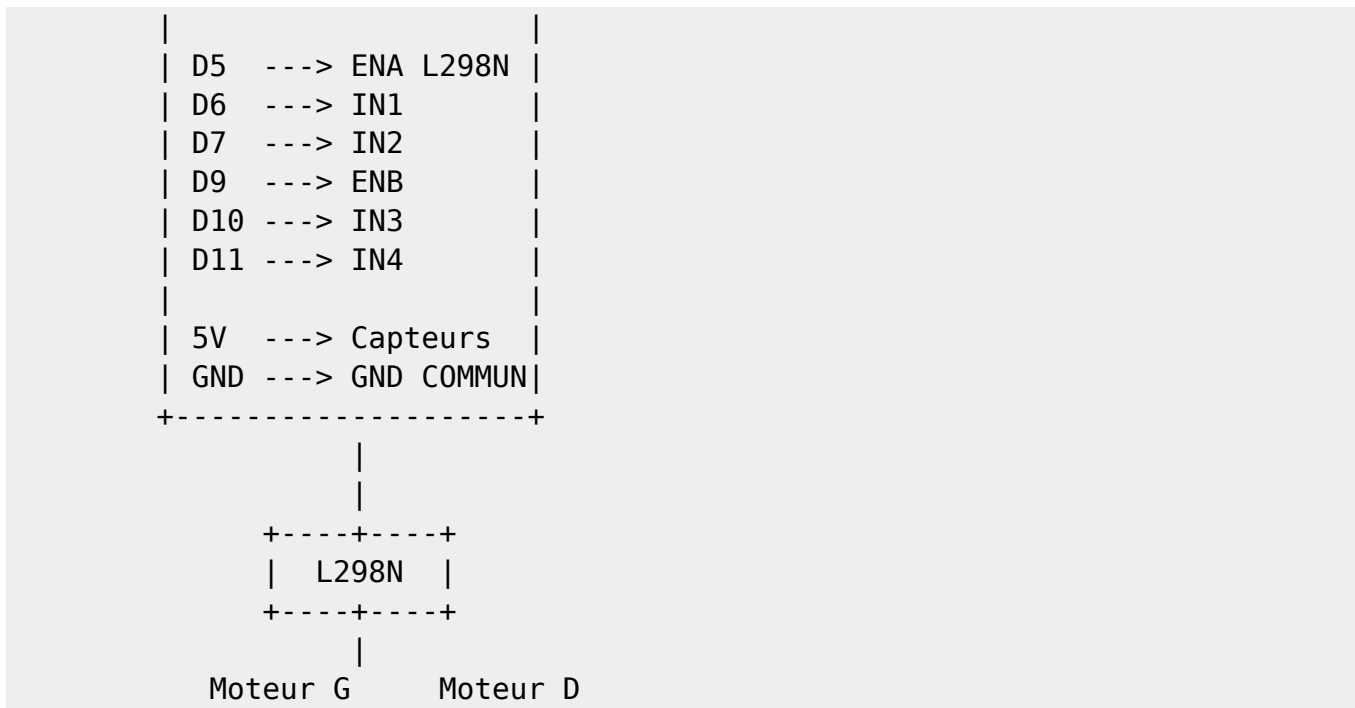 | |
| D5 ---> ENA L298N |
| D6 ---> IN1 |
| D7 ---> IN2 |
| D9 ---> ENB |
| D10 ---> IN3 |
| D11 ---> IN4 |
| |
| 5V ---> Capteurs |
| GND ---> GND COMMUN|
+--------------------+
|
|
+----+----+
| L298N |
+----+----+
|
Moteur G Moteur D